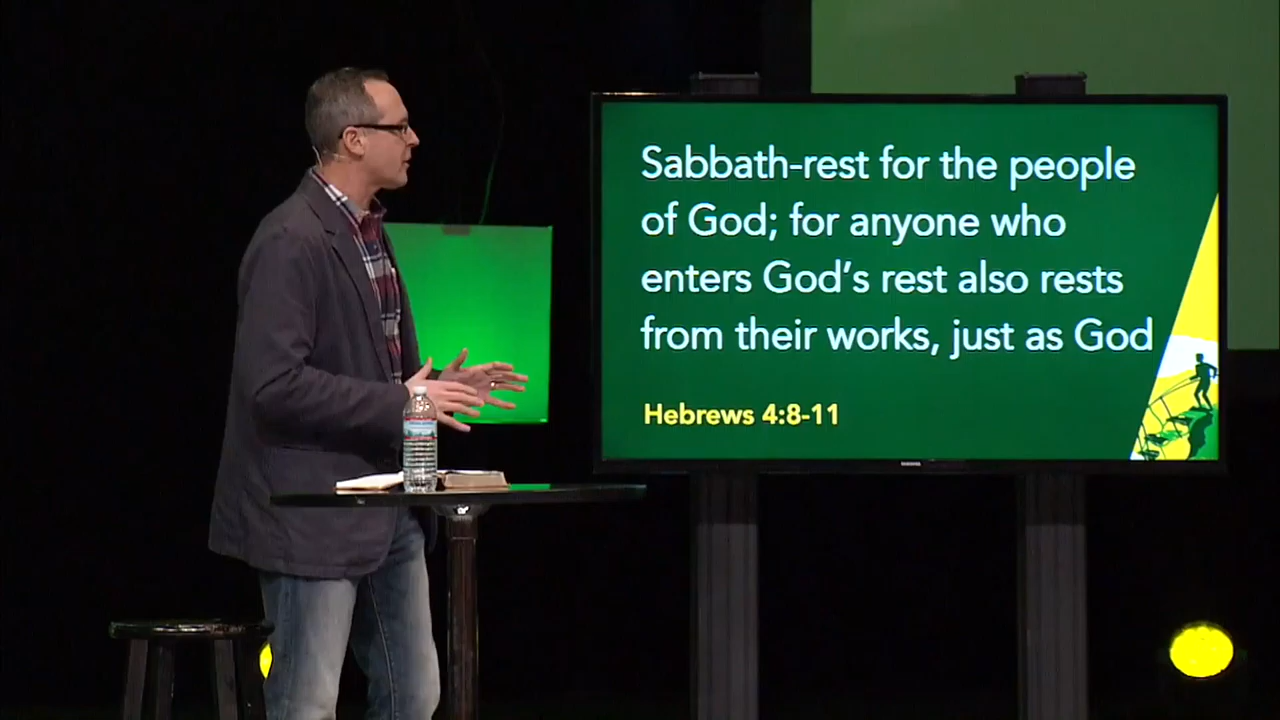 Sabbath-rest for the people
of God; for anyone who
enters God's rest also rests
from their works, just as God
Hebrews 4:8-11